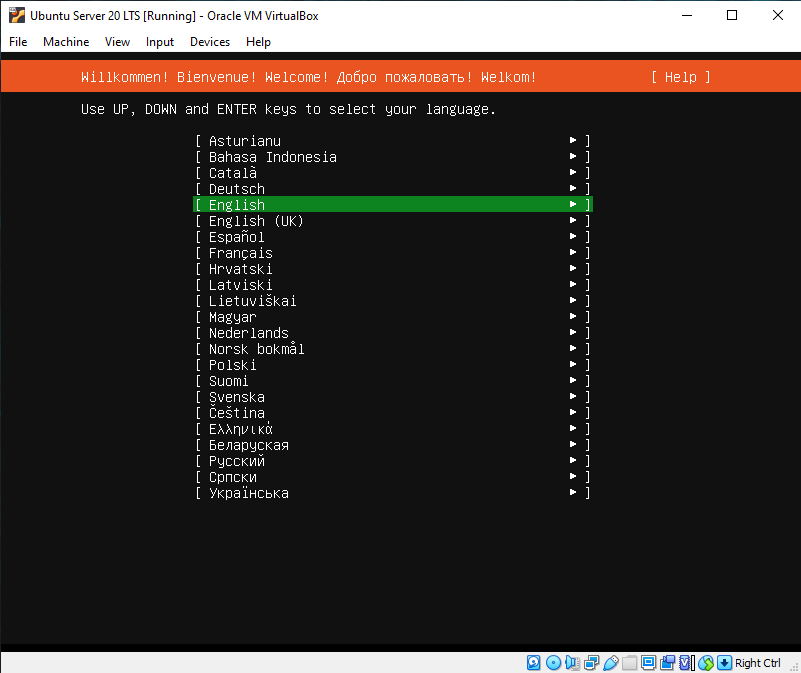 Ubuntu Server 20 LTS [Running] - Oracle VM VirtualBox
File Machine View Input Devices Help
Willkommen! Bienvenue! Welcome! Добро пожаловать! Welkom! [ Help ]
Use UP, DOWN and ENTER keys to select your language.
[ Asturianu ► ]
[ Bahasa Indonesia ► ]
[ Català ► ]
[ Deutsch ► ]
[ English ► ]
[ English (UK) ► ]
[ Español ► ]
[ Français ► ]
[ Hrvatski ► ]
[ Latviski ► ]
[ Lietuviškai ► ]
[ Magyar ► ]
[ Nederlands ► ]
[ Norsk bokmål ► ]
[ Polski ► ]
[ Suomi ► ]
[ Svenska ► ]
[ Čeština ► ]
[ Ελληνικά ► ]
[ Беларуская ► ]
[ Русский ► ]
[ Српски ► ]
[ Українська ► ]
Right Ctrl